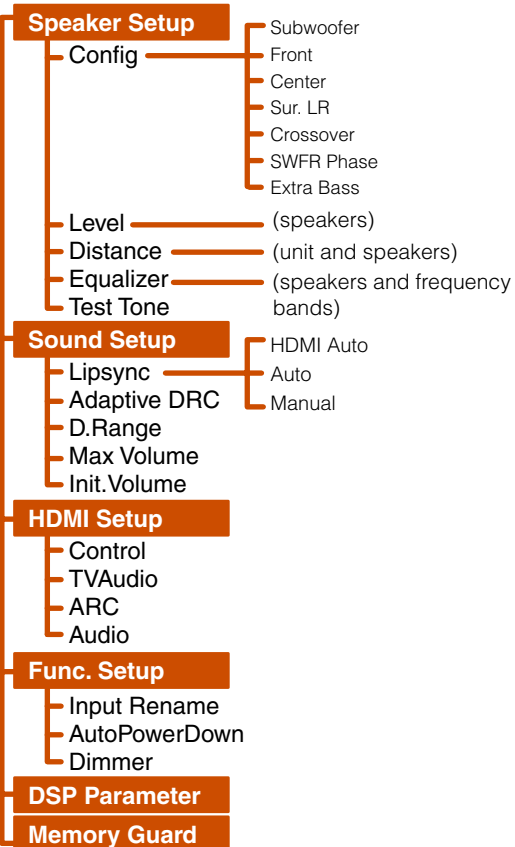 Speaker Setup
Config
Subwoofer
Front
Center
Sur. LR
Crossover
SWFR Phase
Extra Bass
Level
(speakers)
Distance
(unit and speakers)
Equalizer
(speakers and frequency
bands)
Test Tone
Sound Setup
Lipsync
HDMI Auto
Auto
Manual
Adaptive DRC
D.Range
Max Volume
Init.Volume
HDMI Setup
Control
TVAudio
ARC
Audio
Func. Setup
Input Rename
AutoPowerDown
Dimmer
DSP Parameter
Memory Guard